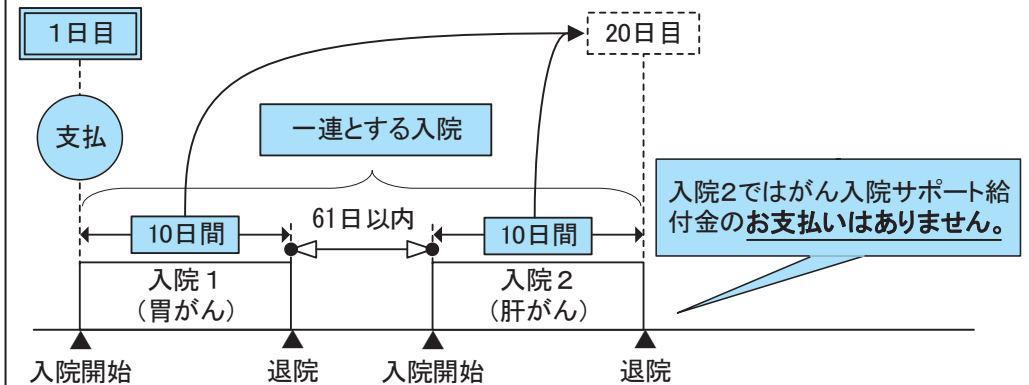 1日目
20日目
支払
一連とする入院
入院2ではがん入院サポート給
付金のお支払いはありません。
10日間
61日以内
10日間
入院1
(胃がん)
入院2
(肝がん)
入院開始
退院
入院開始
退院